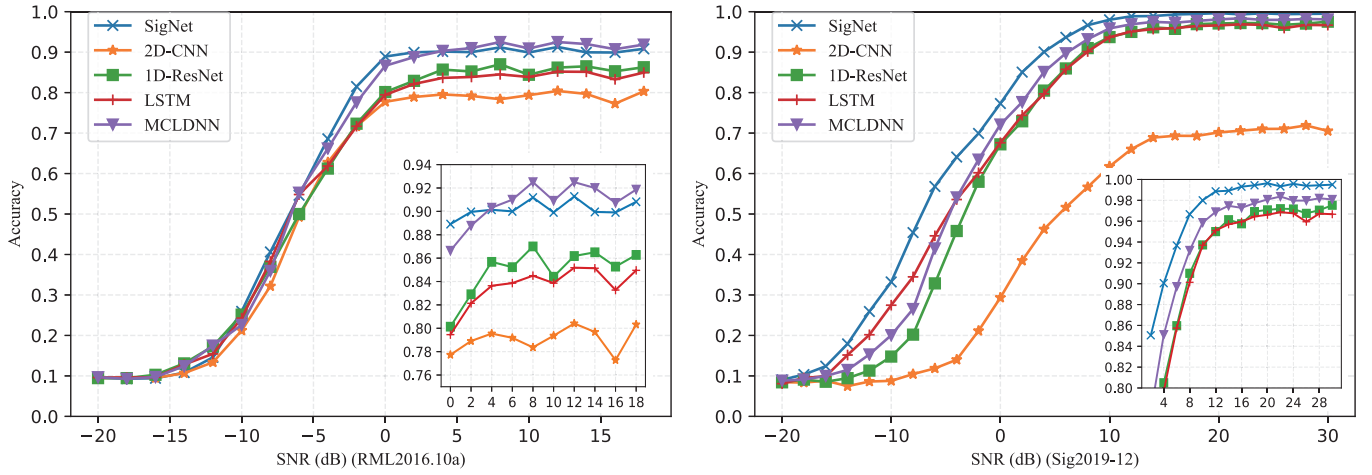 1.0
0.9
0.8
0.7
0.6
0.5
0.4
0.3
0.2
0.1
0.0
Accuracy
SigNet
2D-CNN
1D-ResNet
LSTM
MCLDNN
0.94
0.92
0.90
0.88
0.86
0.84
0.82
0.80
0.78
0.76
0.74
0 2 4 6 8 10 12 14 16 18
−20 −15 −10 −5 0 5 10 15
SNR (dB) (RML2016.10a)
1.0
0.9
0.8
0.7
0.6
0.5
0.4
0.3
0.2
0.1
0.0
Accuracy
SigNet
2D-CNN
1D-ResNet
LSTM
MCLDNN
1.00
0.98
0.96
0.94
0.92
0.90
0.88
0.86
0.84
0.82
0.80
4 8 12 16 20 24 28
−20 −10 0 10 20 30
SNR (dB) (Sig2019-12)